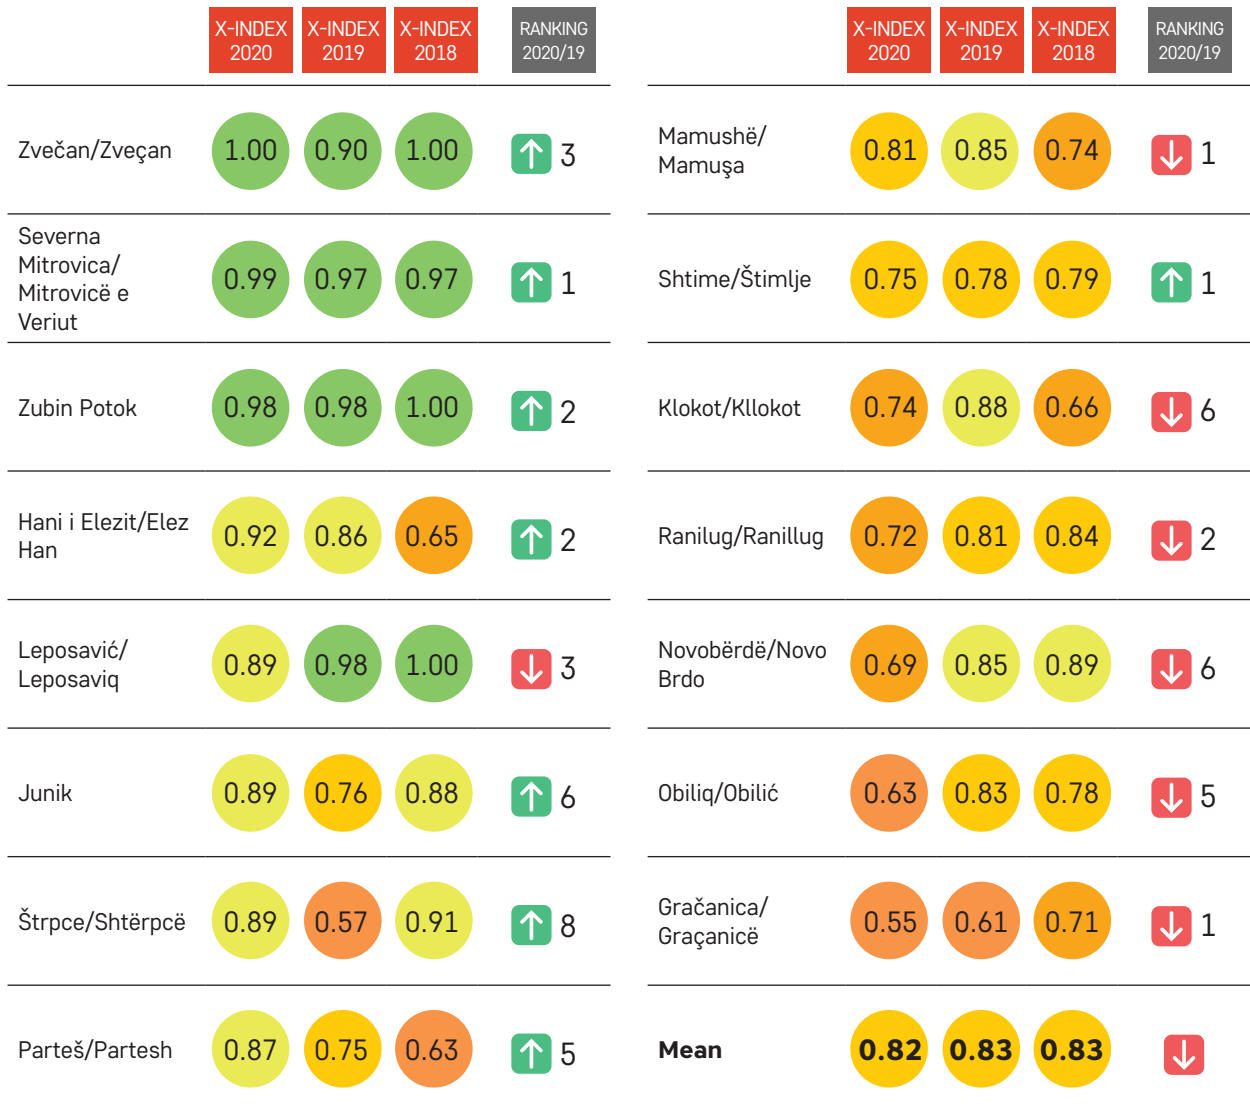 X-INDEX
2020
X-INDEX
2019
X-INDEX
2018
RANKING
2020/19
Zvečan/Zveçan
1.00
0.90
1.00
3
Severna
Mitrovica/
Mitrovicë e
Veriut
0.99
0.97
0.97
1
Zubin Potok
0.98
0.98
1.00
2
Hani i Elezit/Elez
Han
0.92
0.86
0.65
2
Leposavić/
Leposaviq
0.89
0.98
1.00
3
Junik
0.89
0.76
0.88
6
Štrpce/Shtërpcë
0.89
0.57
0.91
8
Parteš/Partesh
0.87
0.75
0.63
5
X-INDEX
2020
X-INDEX
2019
X-INDEX
2018
RANKING
2020/19
Mamushë/
Mamuşa
0.81
0.85
0.74
1
Shtime/Štimlje
0.75
0.78
0.79
1
Klokot/Kllokot
0.74
0.88
0.66
6
Ranilug/Ranillug
0.72
0.81
0.84
2
Novobërdë/Novo
Brdo
0.69
0.85
0.89
6
Obiliq/Obilić
0.63
0.83
0.78
5
Gračanica/
Graçanicë
0.55
0.61
0.71
1
Mean
0.82
0.83
0.83